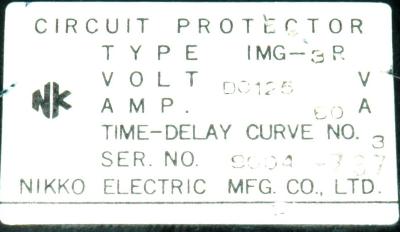 CIRCUIT PROTECTOR
TYPE IMG-3R
VOLT DC125 V
NK
AMP. 60 A
TIME-DELAY CURVE NO. 3
SER. NO.
NIKKO ELECTRIC MFG. CO., LTD.